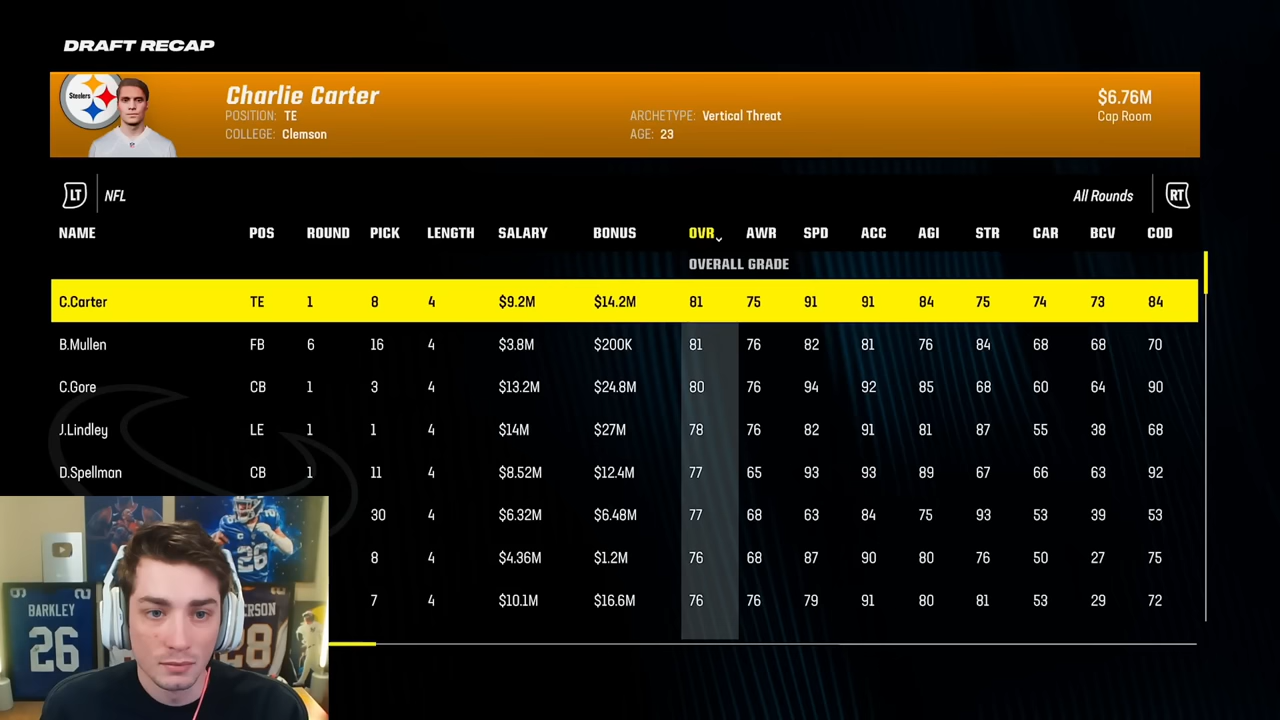 DRAFT RECAP
Steelers
Charlie Carter
POSITION: TE
COLLEGE: Clemson
ARCHETYPE: Vertical Threat
AGE: 23
$6.76M
Cap Room
LT NFL
All Rounds RT
NAME POS ROUND PICK LENGTH SALARY BONUS OVR AWR SPD ACC AGI STR CAR BCV COD
OVERALL GRADE
C.Carter TE 1 8 4 $9.2M $14.2M 81 75 91 91 84 75 74 73 84
B.Mullen FB 6 16 4 $3.8M $200K 81 76 82 81 76 84 68 68 70
C.Gore CB 1 3 4 $13.2M $24.8M 80 76 94 92 85 68 60 64 90
J.Lindley LE 1 1 4 $14M $27M 78 76 82 91 81 87 55 38 68
D.Spellman CB 1 11 4 $8.52M $12.4M 77 65 93 93 89 67 66 63 92
30 4 $6.32M $6.48M 77 68 63 84 75 93 53 39 53
8 4 $4.36M $1.2M 76 68 87 90 80 76 50 27 75
7 4 $10.1M $16.6M 76 76 79 91 80 81 53 29 72
26
BARKLEY
26
ERSON
28